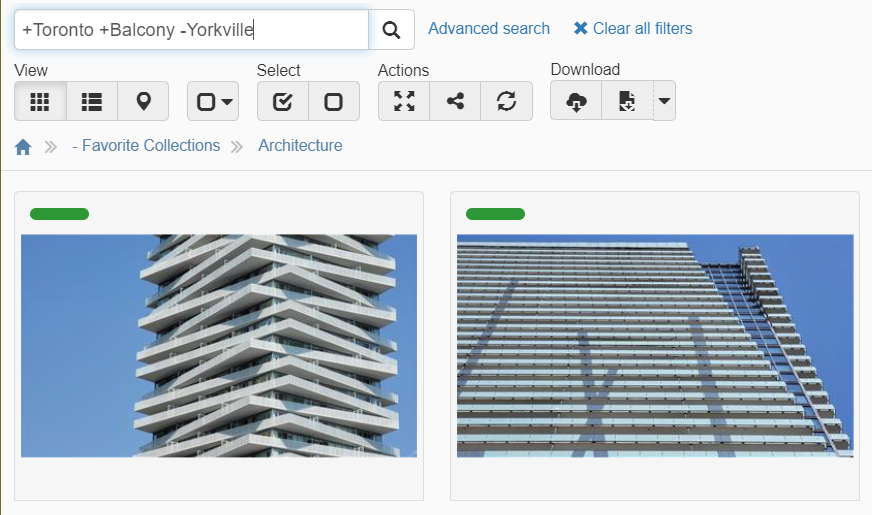 +Toronto +Balcony -Yorkville
Advanced search
Clear all filters
View
Select
Actions
Download
- Favorite Collections
Architecture